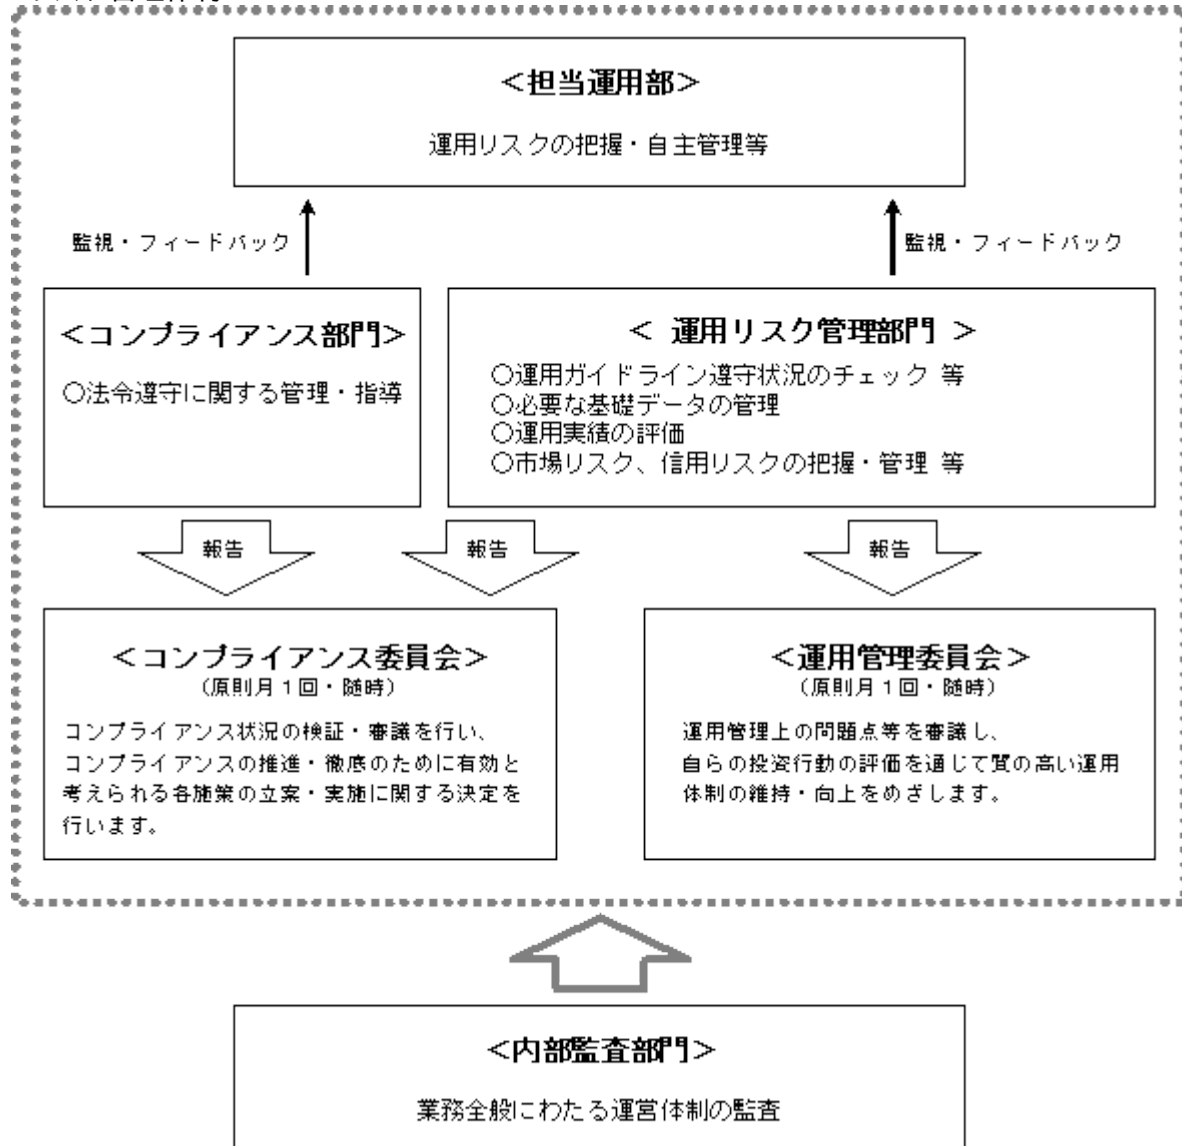 ＜担当運用部＞
運用リスクの把握・自主管理等
監視・フィードバック
監視・フィードバック
＜コンプライアンス部門＞
○法令遵守に関する管理・指導
＜ 運用リスク管理部門 ＞
○運用ガイドライン遵守状況のチェック 等
○必要な基礎データの管理
○運用実績の評価
○市場リスク、信用リスクの把握・管理 等
報告
報告
報告
＜コンプライアンス委員会＞
（原則月１回・随時）
コンプライアンス状況の検証・審議を行い、
コンプライアンスの推進・徹底のために有効と
考えられる各施策の立案・実施に関する決定を
行います。
＜運用管理委員会＞
（原則月１回・随時）
運用管理上の問題点等を審議し、
自らの投資行動の評価を通じて質の高い運用
体制の維持・向上をめざします。
＜内部監査部門＞
業務全般にわたる運営体制の監査